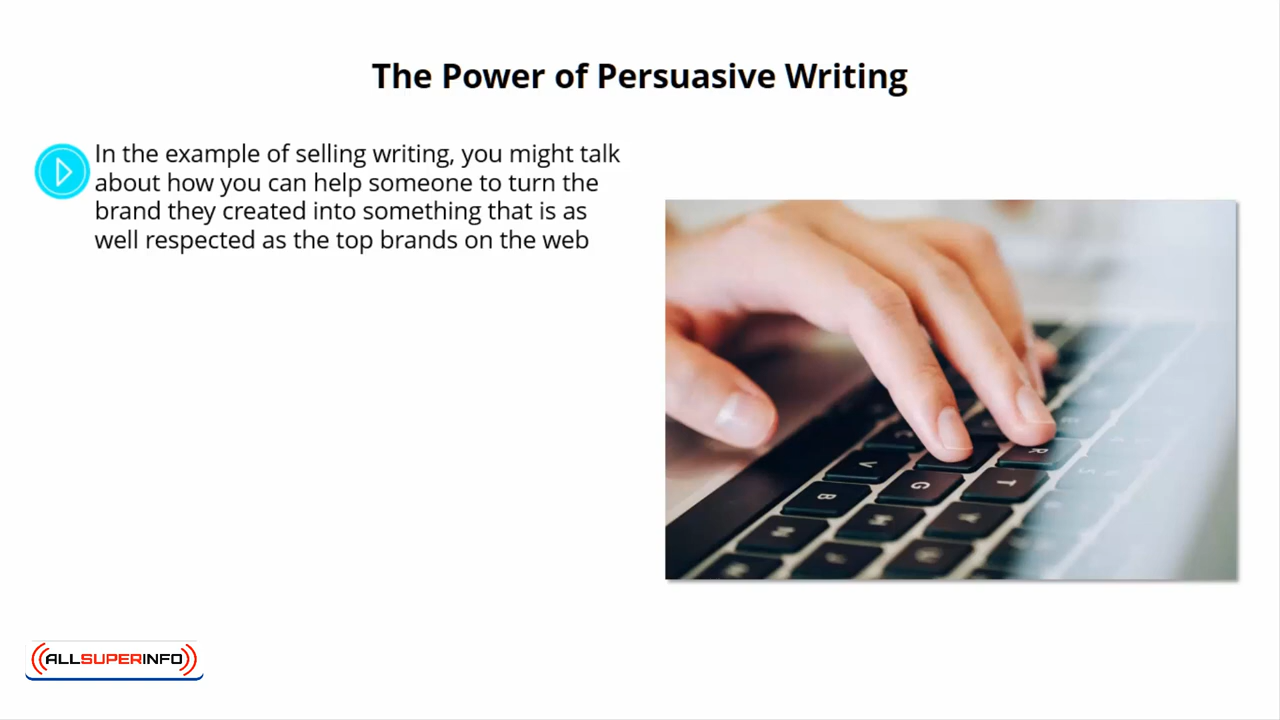 The Power of Persuasive Writing
In the example of selling writing, you might talk
about how you can help someone to turn the
brand they created into something that is as
well respected as the top brands on the web
C
V
R
G
T
B
ALLSUPERINFO